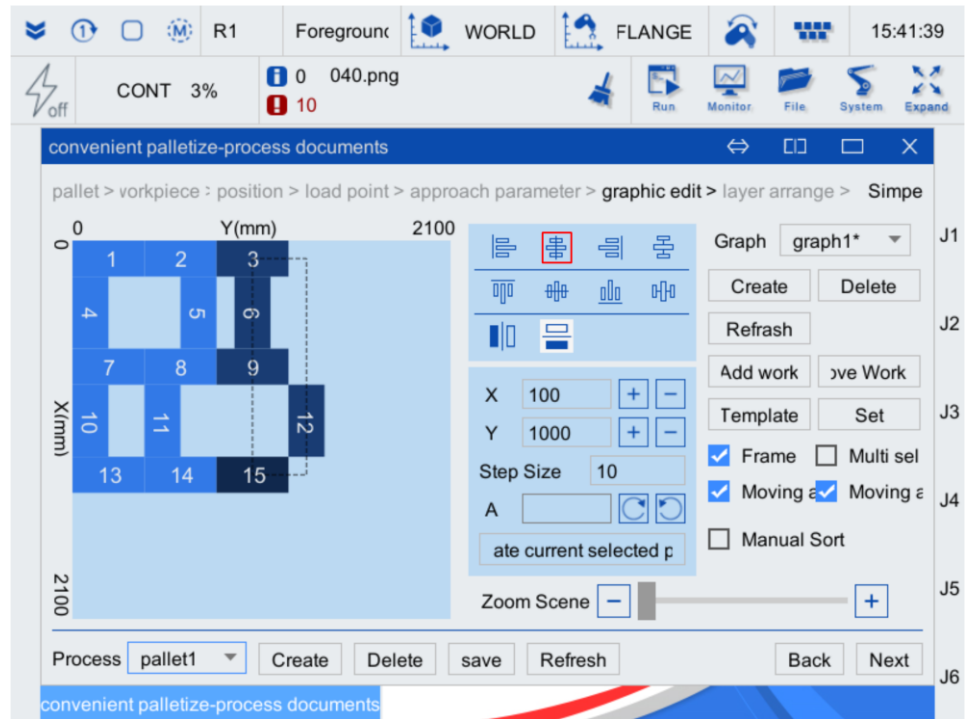 R1 Foregrounc WORLD FLANGE 15:41:39
off CONT 3% 0 040.png
10
Run Monitor File System Expand
convenient palletize-process documents
pallet > vorkpiece : position > load point > approach parameter > graphic edit > layer arrange > Simpe
0 Y(mm) 2100
0
1 2 3
4 5 6
7 8 9
10 11 12
13 14 15
X(mm)
2100
Graph graph1*
Create Delete
Refrash
Add work ove Work
Template Set
Frame Multi sel
Moving a Moving a
Manual Sort
X 100 + −
Y 1000 + −
Step Size 10
A
ate current selected p
Zoom Scene − +
J1
J2
J3
J4
J5
J6
Process pallet1 Create Delete save Refresh Back Next
convenient palletize-process documents